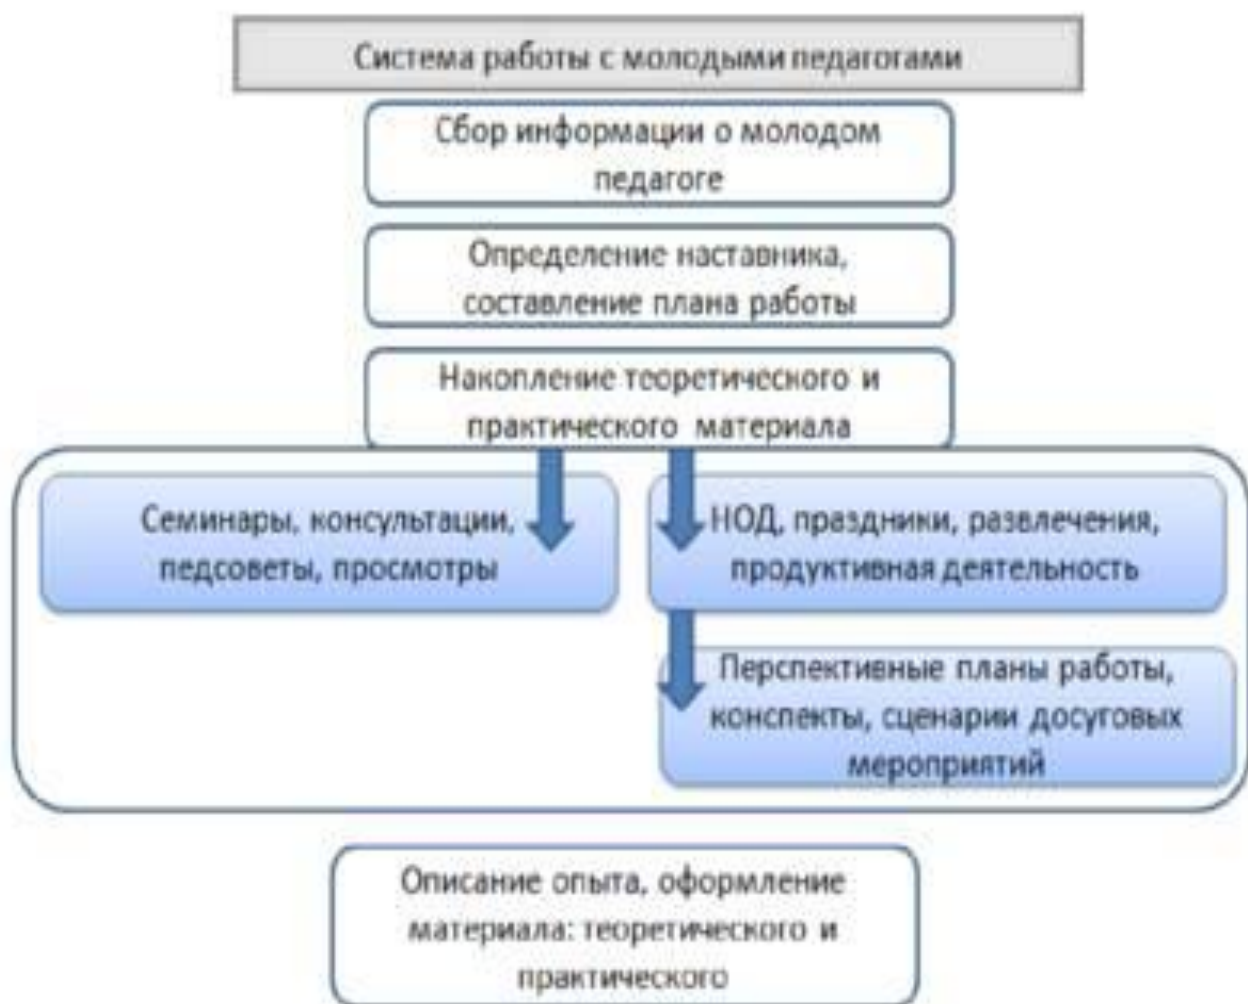 Система работы с молодыми педагогами
Сбор информации о молодом
педагоге
Определение наставника,
составление плана работы
Накопление теоретического и
практического материала
Семинары, консультации,
педсоветы, просмотры
НОД, праздники, развлечения,
продуктивная деятельность
Перспективные планы работы,
конспекты, сценарии досуговых
мероприятий
Описание опыта, оформление
материала: теоретического и
практического